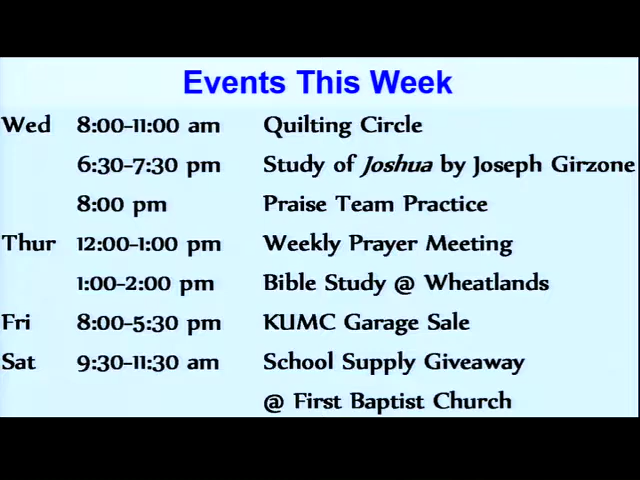 Events This Week
Wed 8:00-11:00 am Quilting Circle
6:30-7:30 pm Study of Joshua by Joseph Girzone
8:00 pm Praise Team Practice
Thur 12:00-1:00 pm Weekly Prayer Meeting
1:00-2:00 pm Bible Study @ Wheatlands
Fri 8:00-5:30 pm KUMC Garage Sale
Sat 9:30-11:30 am School Supply Giveaway
@ First Baptist Church